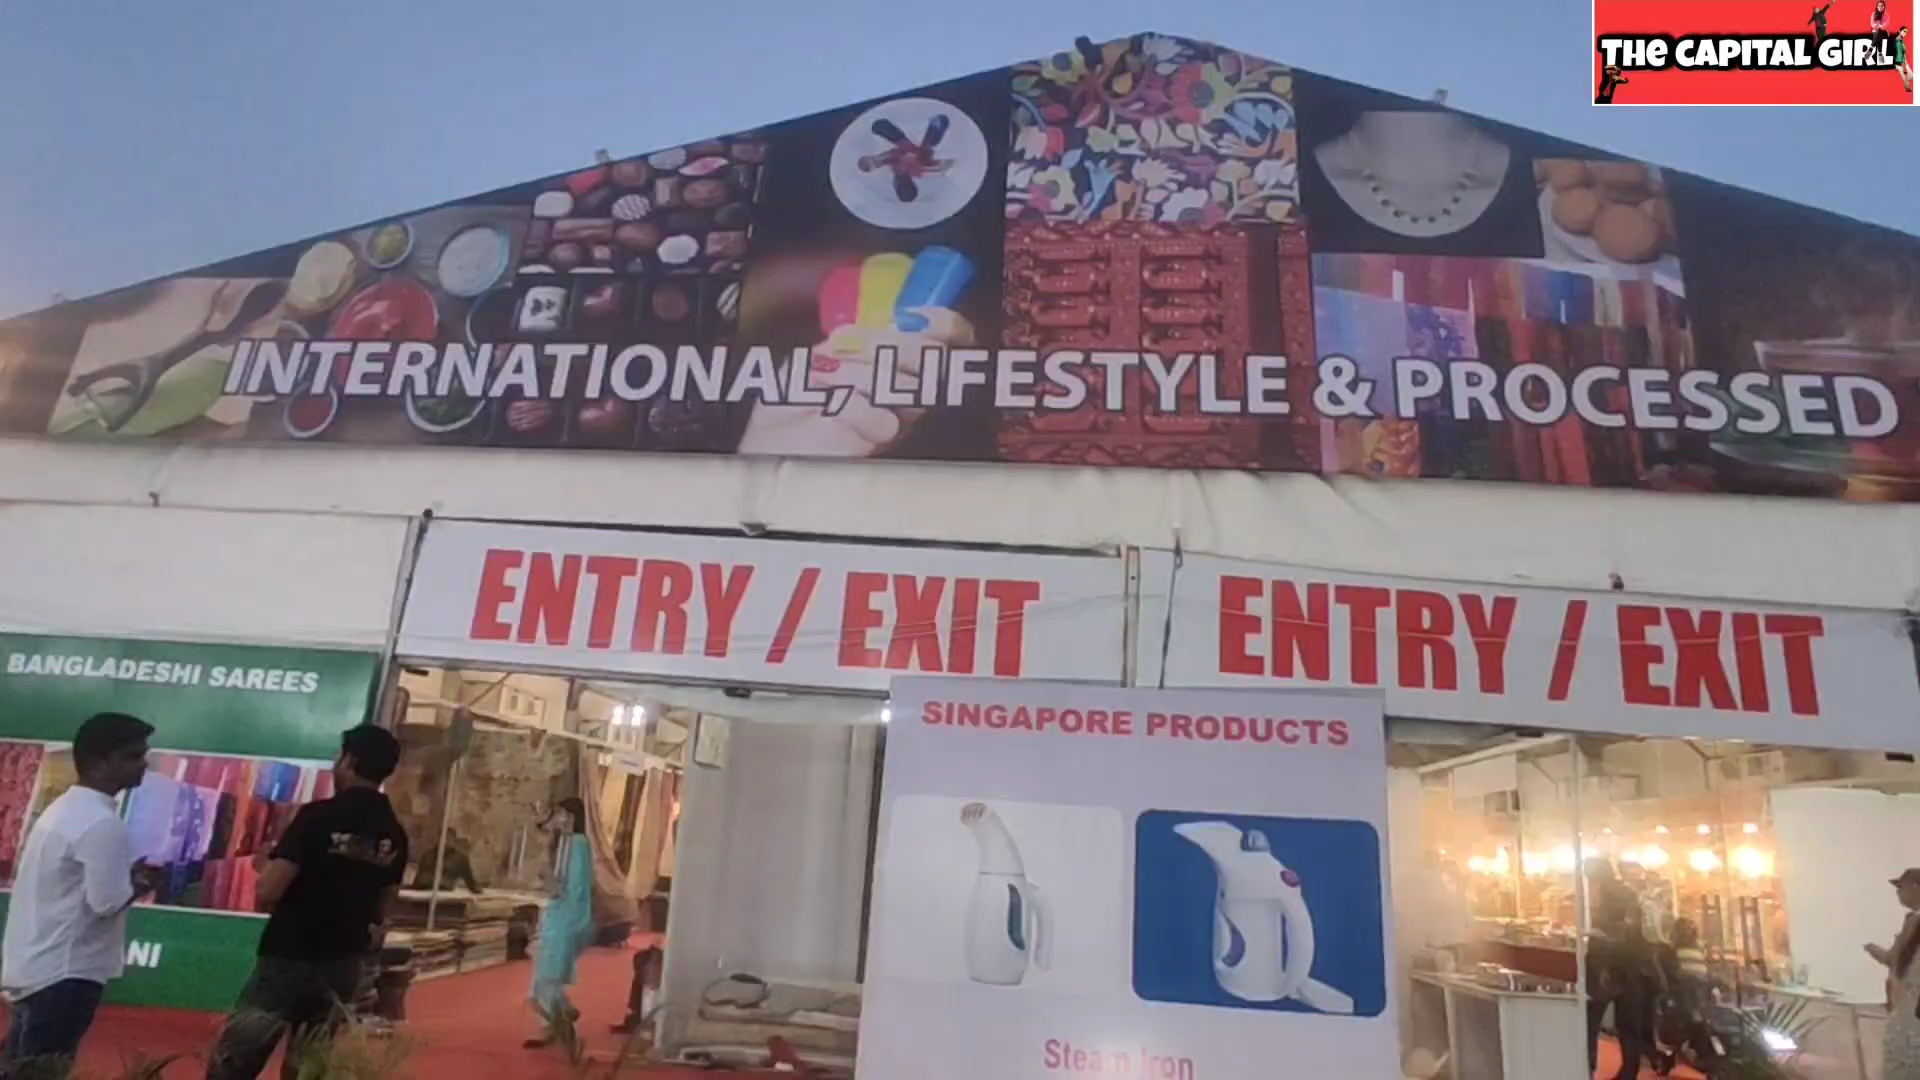 THE CAPITAL GIRL
INTERNATIONAL, LIFESTYLE & PROCESSED
ENTRY / EXIT
ENTRY / EXIT
BANGLADESHI SAREES
SINGAPORE PRODUCTS
NI
Steam Iron